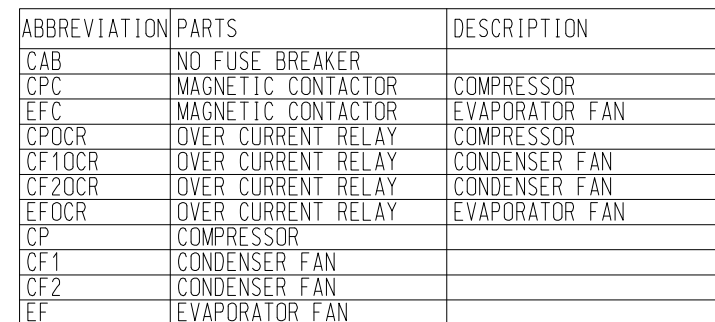 ABBREVIATION PARTS DESCRIPTION
CAB NO FUSE BREAKER
CPC MAGNETIC CONTACTOR COMPRESSOR
EFC MAGNETIC CONTACTOR EVAPORATOR FAN
CPOCR OVER CURRENT RELAY COMPRESSOR
CF1OCR OVER CURRENT RELAY CONDENSER FAN
CF2OCR OVER CURRENT RELAY CONDENSER FAN
EFOCR OVER CURRENT RELAY EVAPORATOR FAN
CP COMPRESSOR
CF1 CONDENSER FAN
CF2 CONDENSER FAN
EF EVAPORATOR FAN